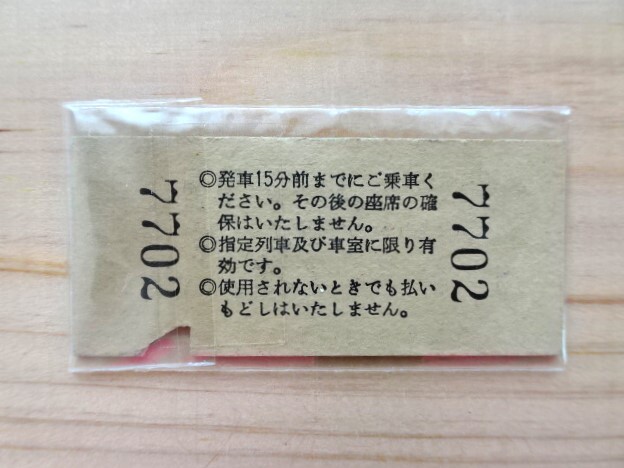 7702
◎発車15分前までにご乗車く
ださい。その後の座席の確
保はいたしません。
◎指定列車及び車室に限り有
効です。
◎使用されないときでも払い
もどしはいたしません。
7702